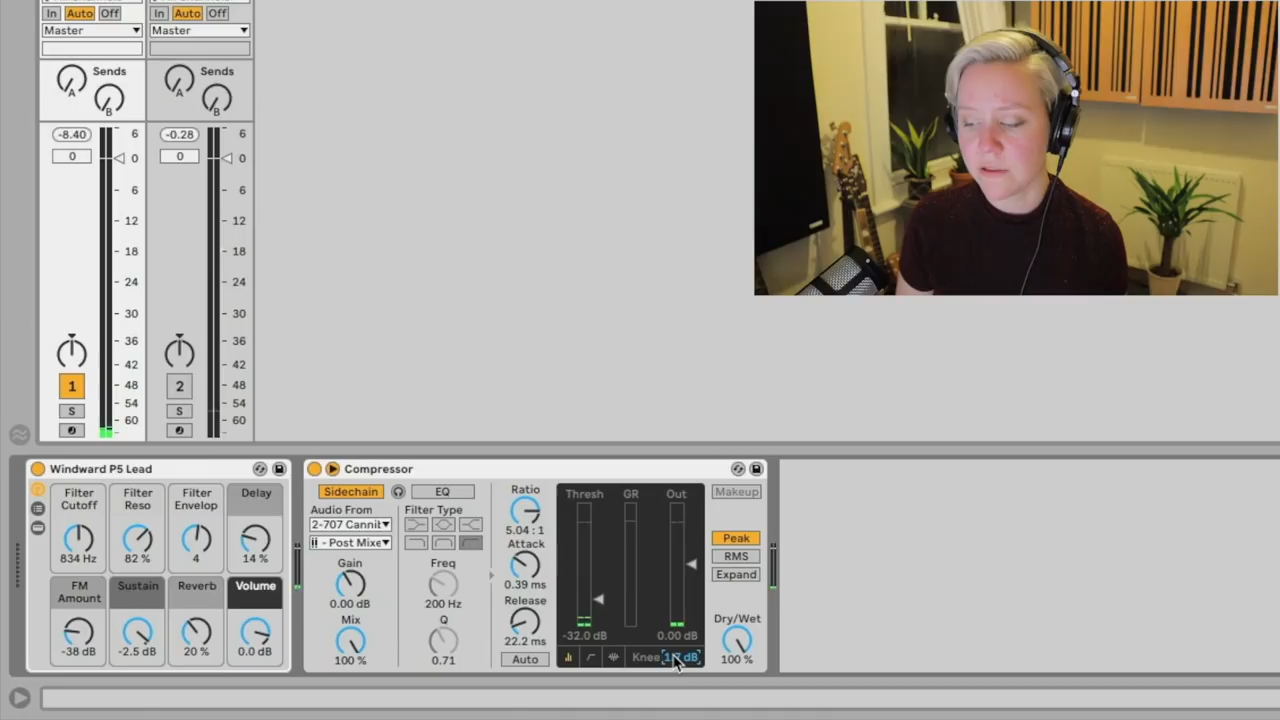 In Auto Off In Auto Off
Master Master
Sends Sends
A B A B
-8.40 6 -0.28 6
0 0 0 0
6 6
12 12
18 18
24 24
30 30
36 36
42 42
1 48 2 48
S 54 S 54
60 60
Windward P5 Lead Compressor
Filter Cutoff Filter Reso Filter Envelop Delay
834 Hz 82 % 4 14 %
FM Amount Sustain Reverb Volume
-38 dB -2.5 dB 20 % 0.0 dB
Sidechain EQ
Audio From Filter Type
2-707 Cannib
- Post Mixe
Gain Freq
0.00 dB 200 Hz
Mix Q
100 % 0.71
Ratio
5.04 : 1
Attack
0.39 ms
Release
22.2 ms
Auto
Thresh GR Out
-32.0 dB 0.00 dB
Knee
Makeup
Peak
RMS
Expand
Dry/Wet
100 %